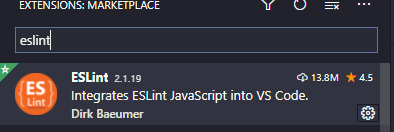 EXTENSIONS: MARKETPLACE
eslint
ES
Lint
ESLint 2.1.19 13.8M 4.5
Integrates ESLint JavaScript into VS Code.
Dirk Baeumer